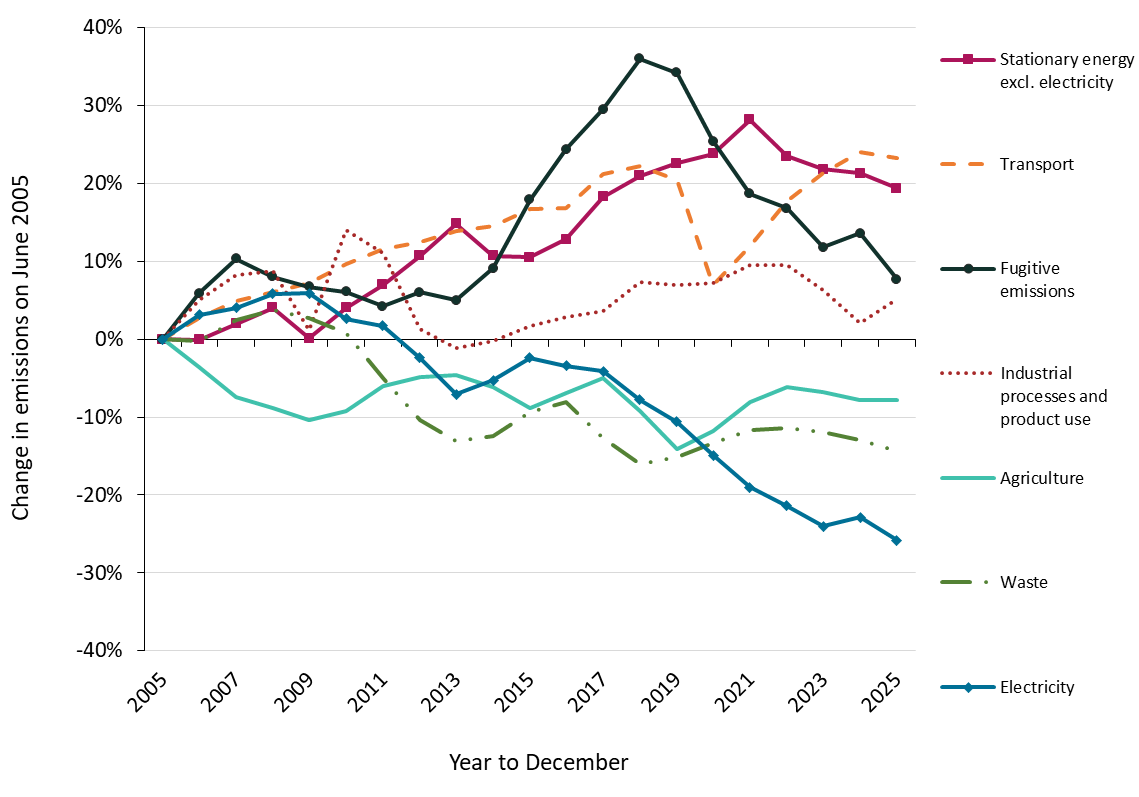 40%
30%
20%
10%
0%
-10%
-20%
-30%
-40%
Change in emissions on June 2005
2005
2007
2009
2011
2013
2015
2017
2019
2021
2023
2025
Year to December
Stationary energy
excl. electricity
Transport
Fugitive
emissions
Industrial
processes and
product use
Agriculture
Waste
Electricity